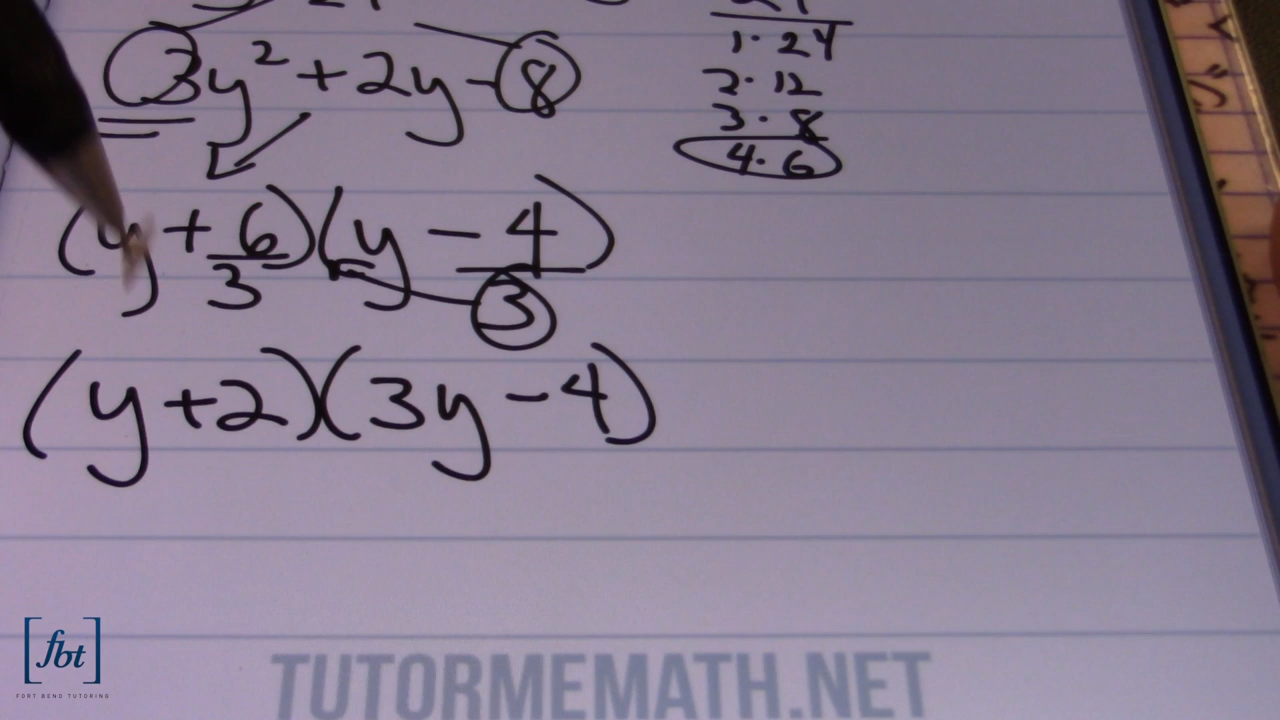 3y² + 2y - 8
1·24
2·12
3·8
4·6
(y + 6/3)(y - 4/3)
(y+2)(3y-4)
[fbt]
FORT BEND TUTORING
TUTORMEMATH.NET